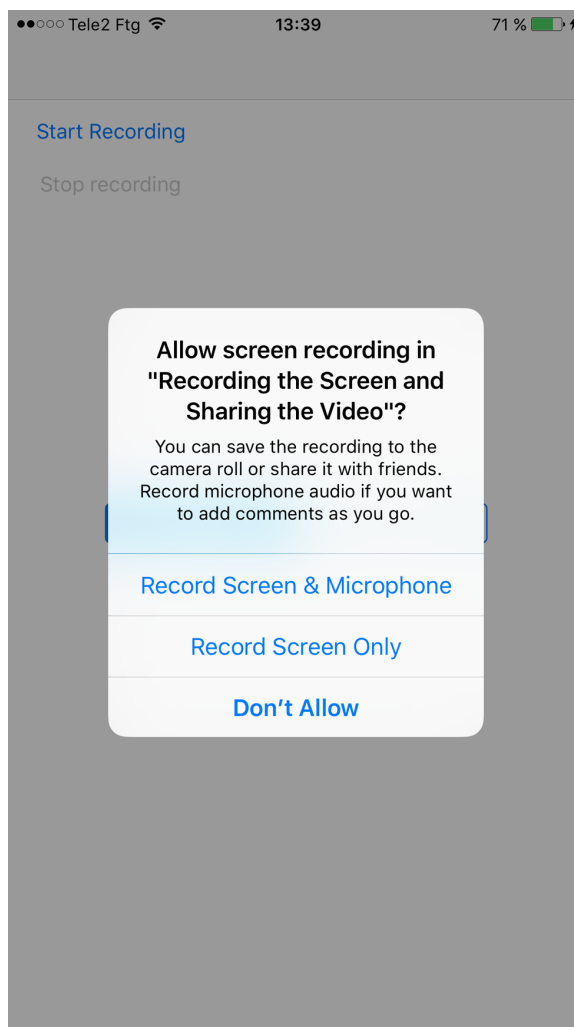 Tele2 Ftg 13:39 71 %
Start Recording
Stop recording
Allow screen recording in
"Recording the Screen and
Sharing the Video"?
You can save the recording to the
camera roll or share it with friends.
Record microphone audio if you want
to add comments as you go.
Record Screen & Microphone
Record Screen Only
Don’t Allow